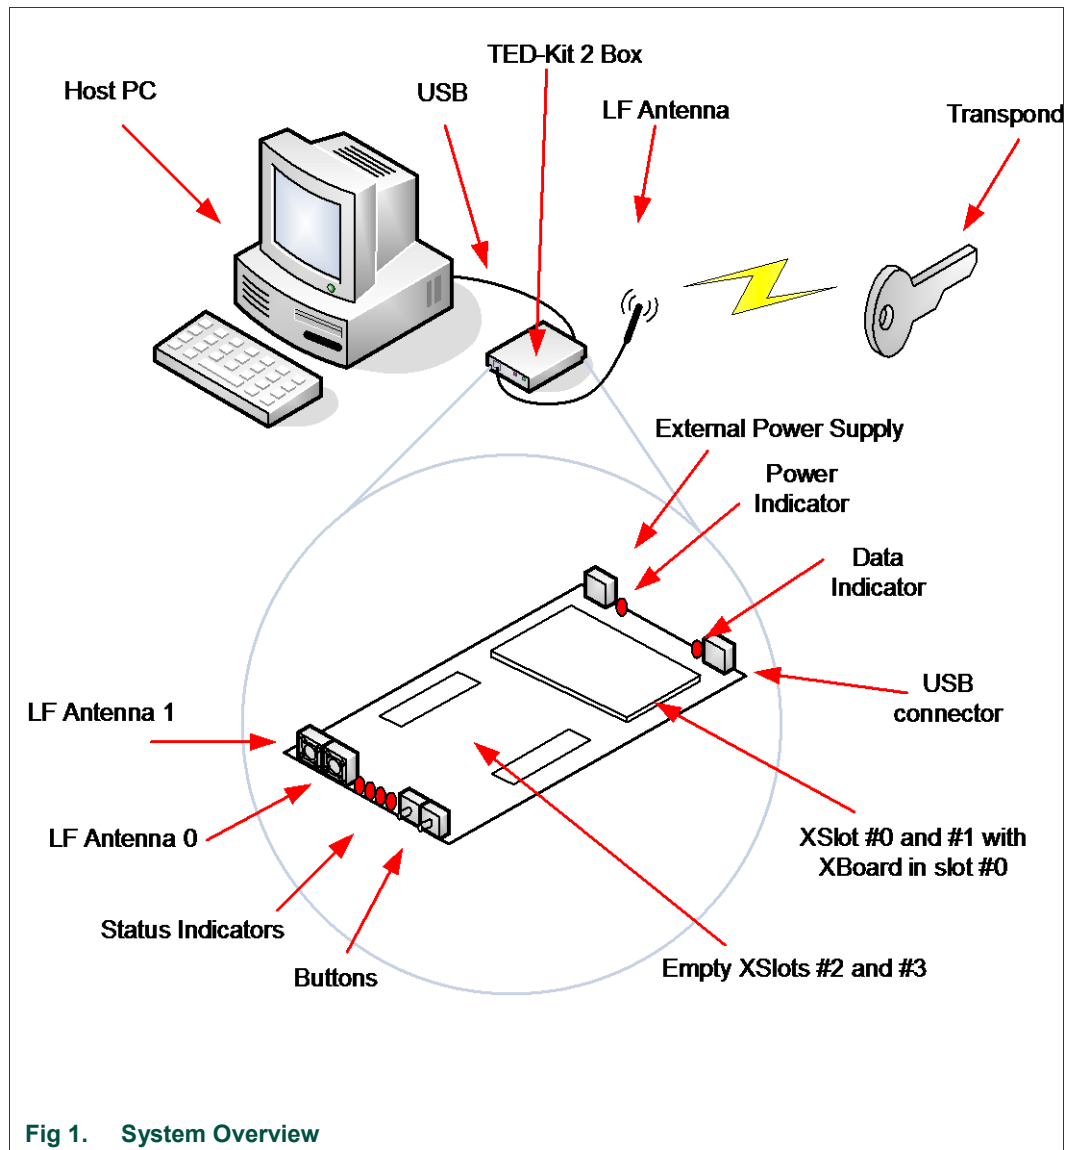 TED-Kit 2 Box
Host PC
USB
LF Antenna
Transpond
External Power Supply
Power
Indicator
Data
Indicator
USB
connector
LF Antenna 1
LF Antenna 0
XSlot #0 and #1 with
XBoard in slot #0
Status Indicators
Buttons
Empty XSlots #2 and #3
Fig 1. System Overview